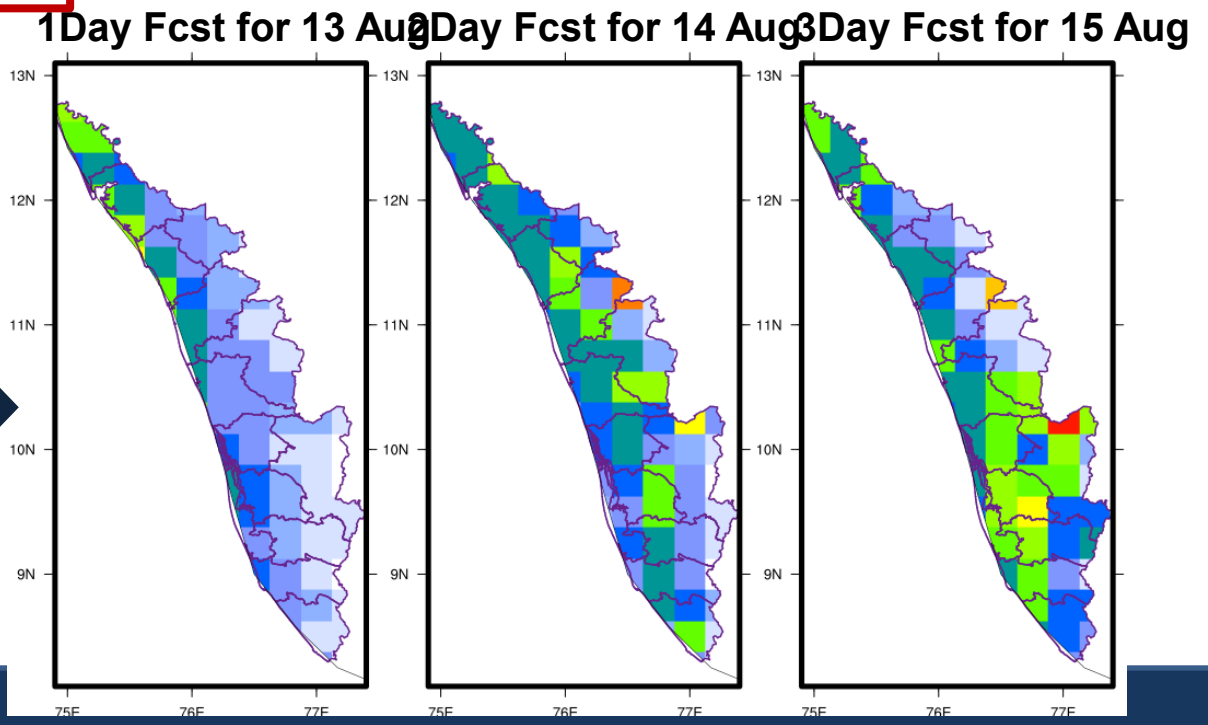 1Day Fcst for 13 Aug
2Day Fcst for 14 Aug
3Day Fcst for 15 Aug
13N
12N
11N
10N
9N
75E 76E 77E
13N
12N
11N
10N
9N
75E 76E 77E
13N
12N
11N
10N
9N
75E 76E 77E